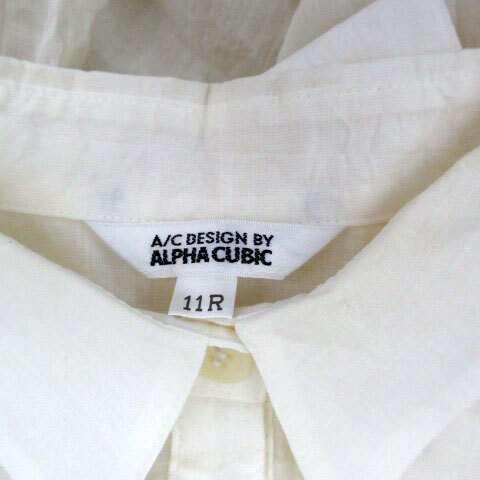 A/C DESIGN BY
ALPHA CUBIC
11R